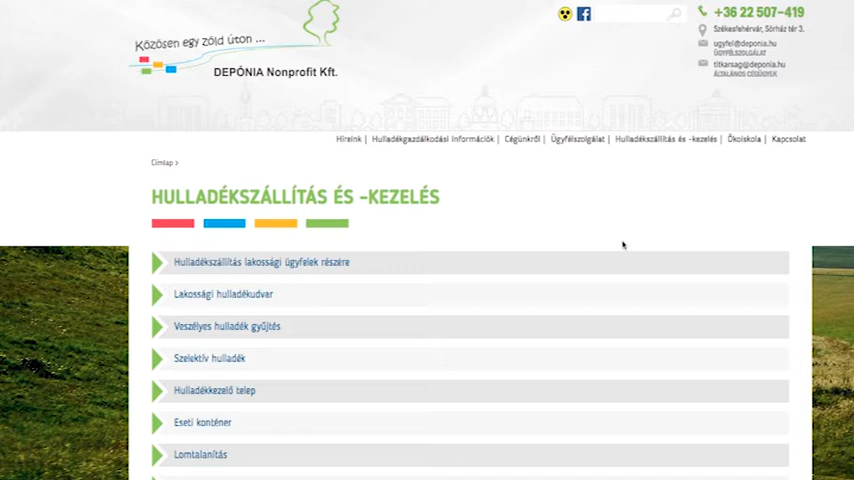 Közösen egy zöld úton ...
DEPÓNIA Nonprofit Kft.
+36 22 507-419
Székesfehérvár, Sörház tér 3.
ugyfel@deponia.hu
ÜGYFÉLSZOLGÁLAT
titkarsag@deponia.hu
ÁLTALÁNOS CÉGÜGYEK
Híreink | Hulladékgazdálkodási információk | Cégünkről | Ügyfélszolgálat | Hulladékszállítás és -kezelés | Ökoiskola | Kapcsolat
Címlap >
HULLADÉKSZÁLLÍTÁS ÉS -KEZELÉS
Hulladékszállítás lakossági ügyfelek részére
Lakossági hulladékudvar
Veszélyes hulladék gyűjtés
Szelektív hulladék
Hulladékkezelő telep
Eseti konténer
Lomtalanítás